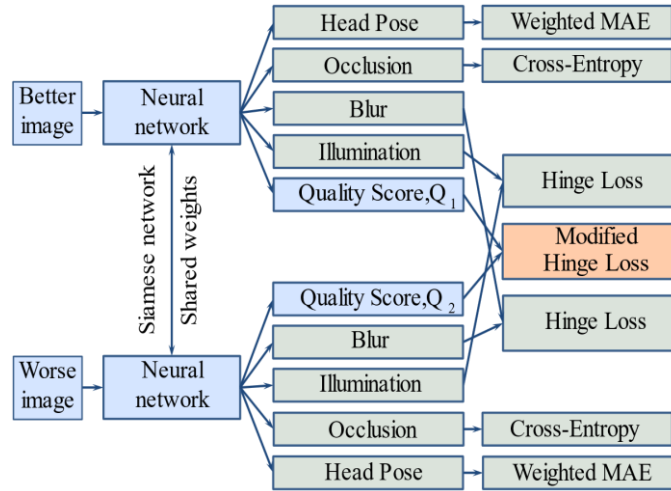 Head Pose
Weighted MAE
Occlusion
Cross-Entropy
Better
image
Neural
network
Blur
Illumination
Quality Score,Q 1
Hinge Loss
Modified
Hinge Loss
Siamese network
Shared weights
Quality Score,Q 2
Hinge Loss
Blur
Worse
image
Neural
network
Illumination
Occlusion
Cross-Entropy
Head Pose
Weighted MAE